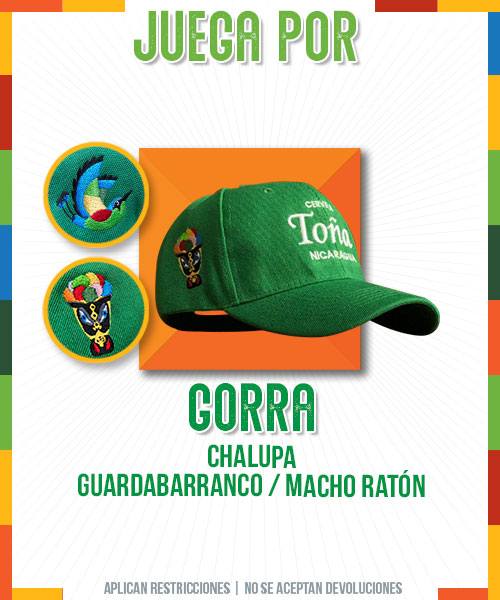 JUEGA POR
CERVEZA
Toña
NICARAGUA
GORRA
CHALUPA
GUARDABARRANCO / MACHO RATÓN
APLICAN RESTRICCIONES | NO SE ACEPTAN DEVOLUCIONES